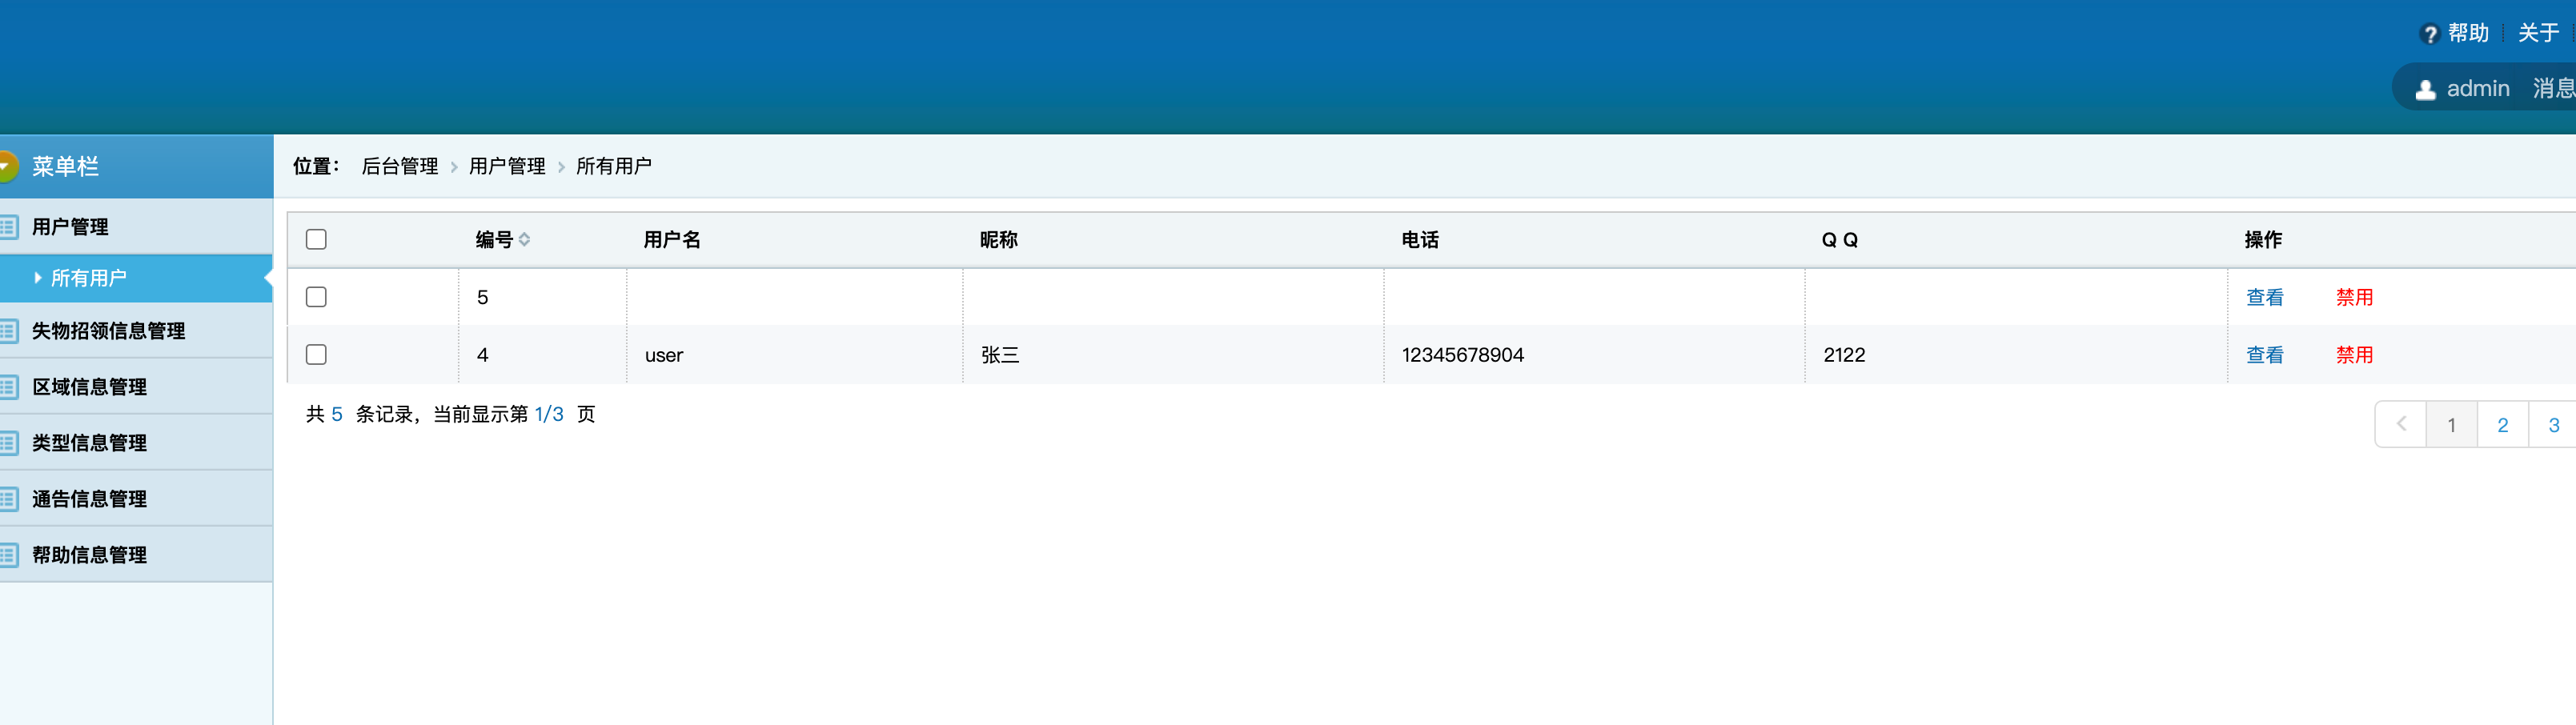 帮助 关于
admin 消息
菜单栏
位置： 后台管理 用户管理 所有用户
用户管理
所有用户
失物招领信息管理
区域信息管理
类型信息管理
通告信息管理
帮助信息管理
编号 用户名 昵称 电话 Q Q 操作
5 查看 禁用
4 user 张三 12345678904 2122 查看 禁用
共 5 条记录，当前显示第 1/3 页
1 2 3